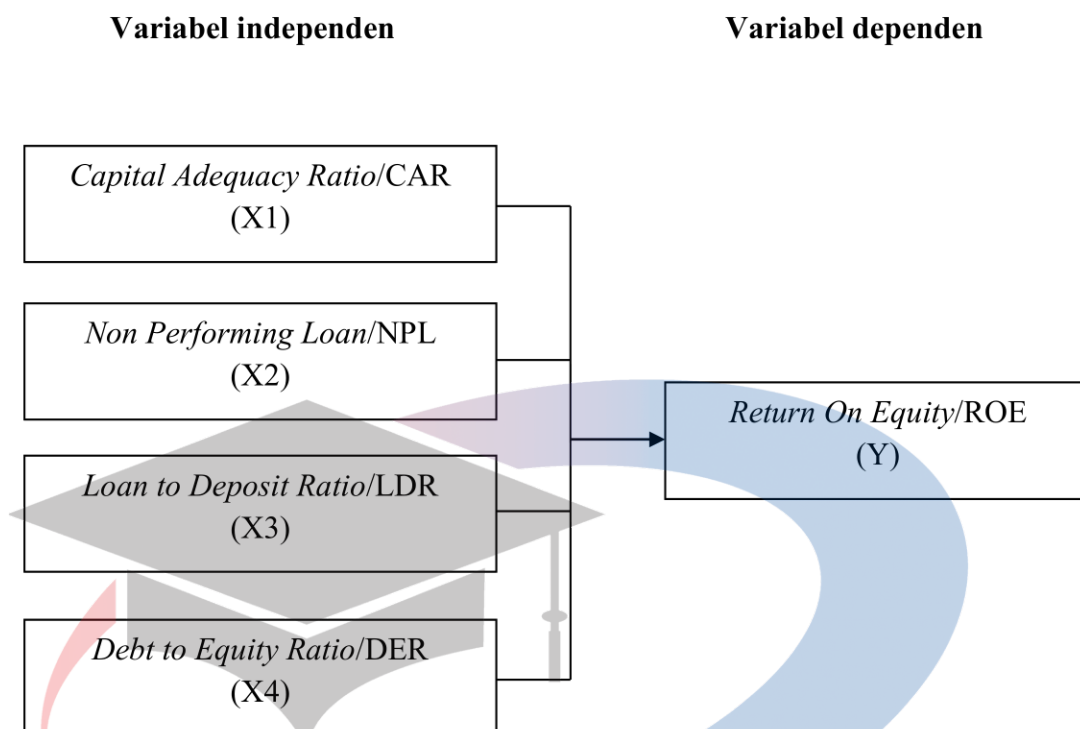 Variabel independen
Variabel dependen
Capital Adequacy Ratio/CAR
(X1)
Non Performing Loan/NPL
(X2)
Loan to Deposit Ratio/LDR
(X3)
Debt to Equity Ratio/DER
(X4)
Return On Equity/ROE
(Y)